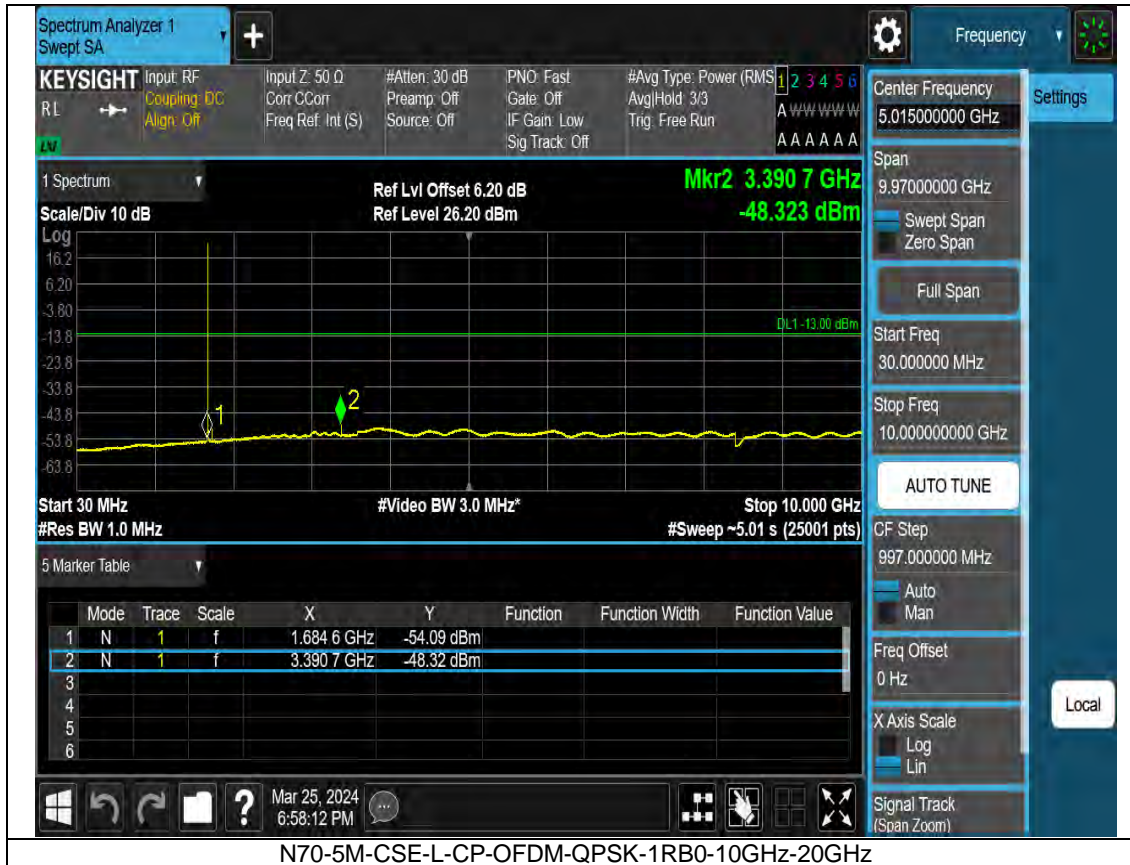 Spectrum Analyzer 1
Swept SA
+
Frequency
KEYSIGHT
Input: RF
Input Z: 50 Ω
#Atten: 30 dB
PNO: Fast
#Avg Type: Power (RMS
1 2 3 4 5 6
RL
Coupling: DC
Corr CCorr
Preamp: Off
Gate: Off
Avg|Hold: 3/3
A W W W W W
Align: Off
Freq Ref: Int (S)
Source: Off
IF Gain: Low
Trig: Free Run
Sig Track: Off
A A A A A A
LXI
1 Spectrum
Ref Lvl Offset 6.20 dB
Mkr2 3.390 7 GHz
Scale/Div 10 dB
Ref Level 26.20 dBm
-48.323 dBm
Log
16.2
6.20
-3.80
-13.8
-23.8
-33.8
-43.8
-53.8
-63.8
DL1 -13.00 dBm
1
2
Start 30 MHz
#Video BW 3.0 MHz*
Stop 10.000 GHz
#Res BW 1.0 MHz
#Sweep ~5.01 s (25001 pts)
5 Marker Table
Mode Trace Scale X Y Function Function Width Function Value
1 N 1 f 1.684 6 GHz -54.09 dBm
2 N 1 f 3.390 7 GHz -48.32 dBm
3
4
5
6
Center Frequency
5.015000000 GHz
Settings
Span
9.97000000 GHz
Swept Span
Zero Span
Full Span
Start Freq
30.000000 MHz
Stop Freq
10.000000000 GHz
AUTO TUNE
CF Step
997.000000 MHz
Auto
Man
Freq Offset
0 Hz
X Axis Scale
Log
Lin
Local
Signal Track
(Span Zoom)
?
Mar 25, 2024
6:58:12 PM
N70-5M-CSE-L-CP-OFDM-QPSK-1RB0-10GHz-20GHz